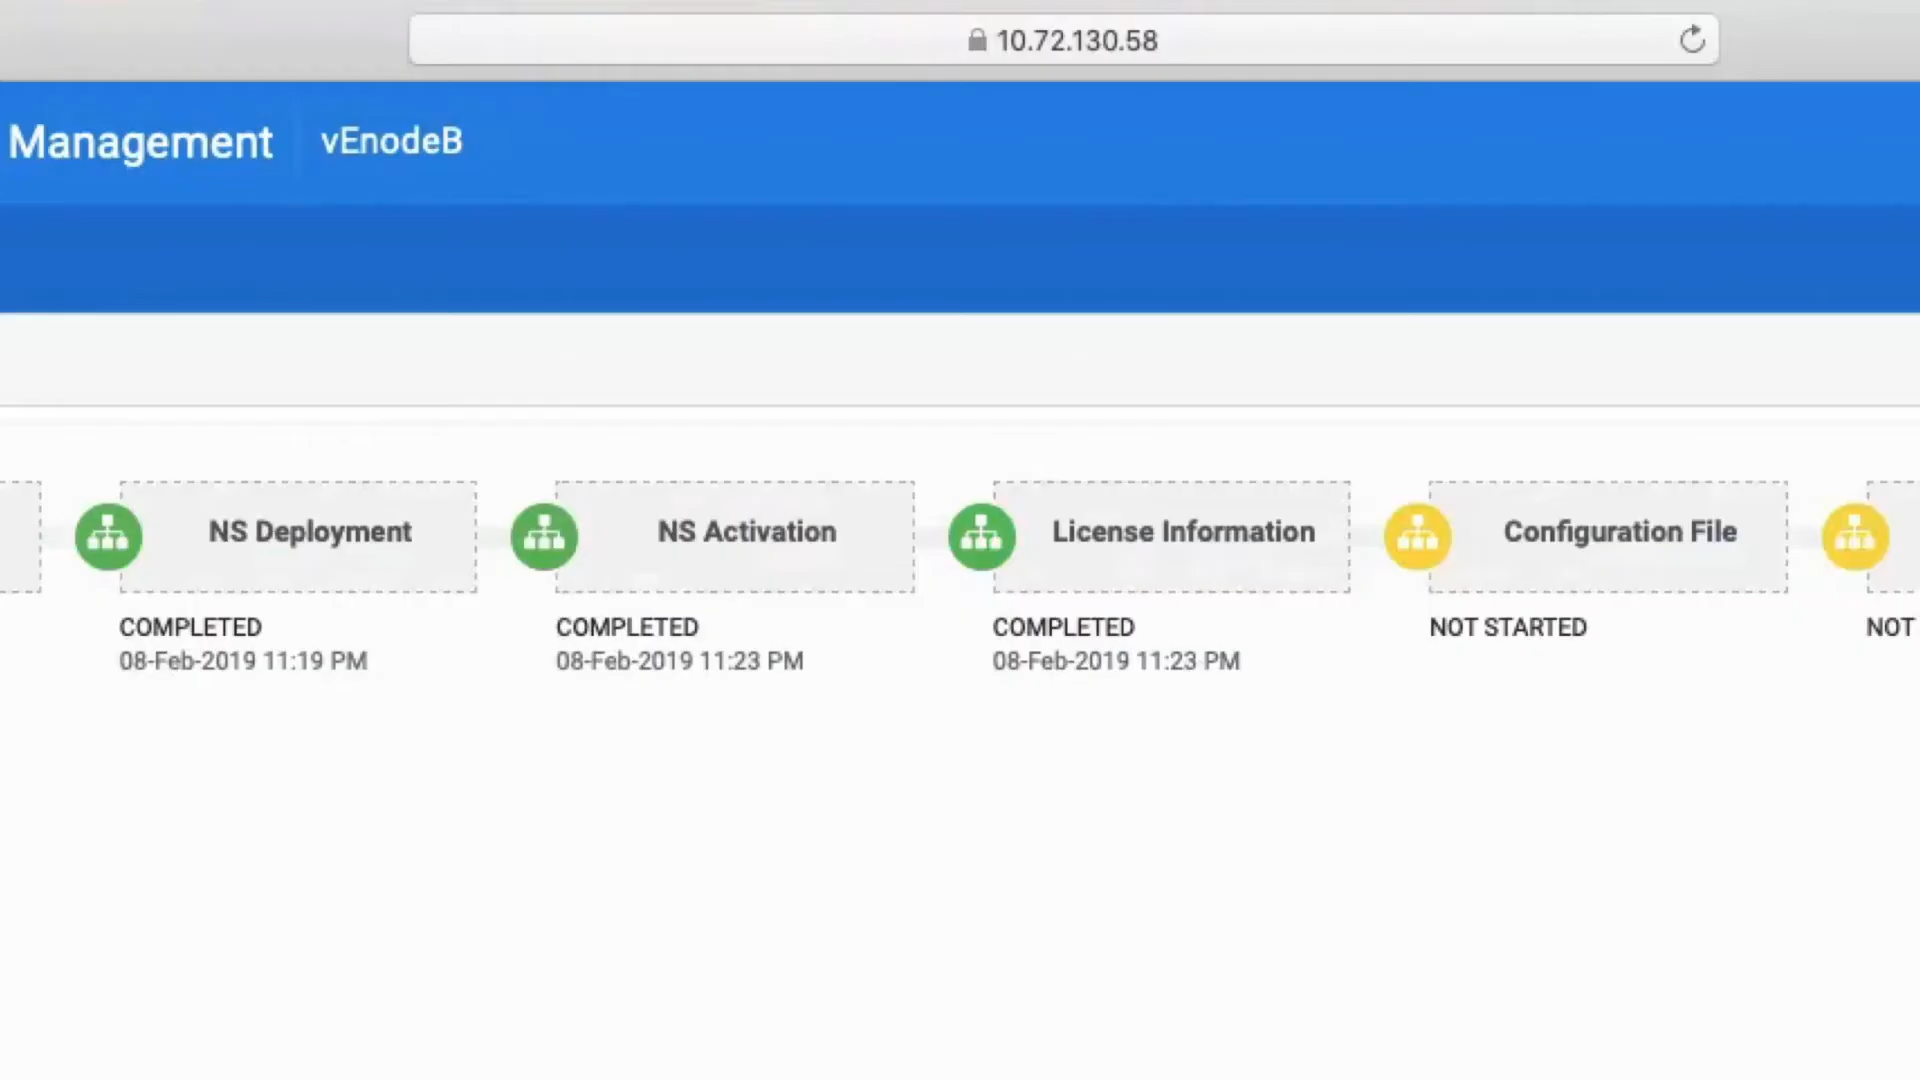 10.72.130.58
Management vEnodeB
NS Deployment NS Activation License Information Configuration File
COMPLETED COMPLETED COMPLETED NOT STARTED NOT
08-Feb-2019 11:19 PM 08-Feb-2019 11:23 PM 08-Feb-2019 11:23 PM